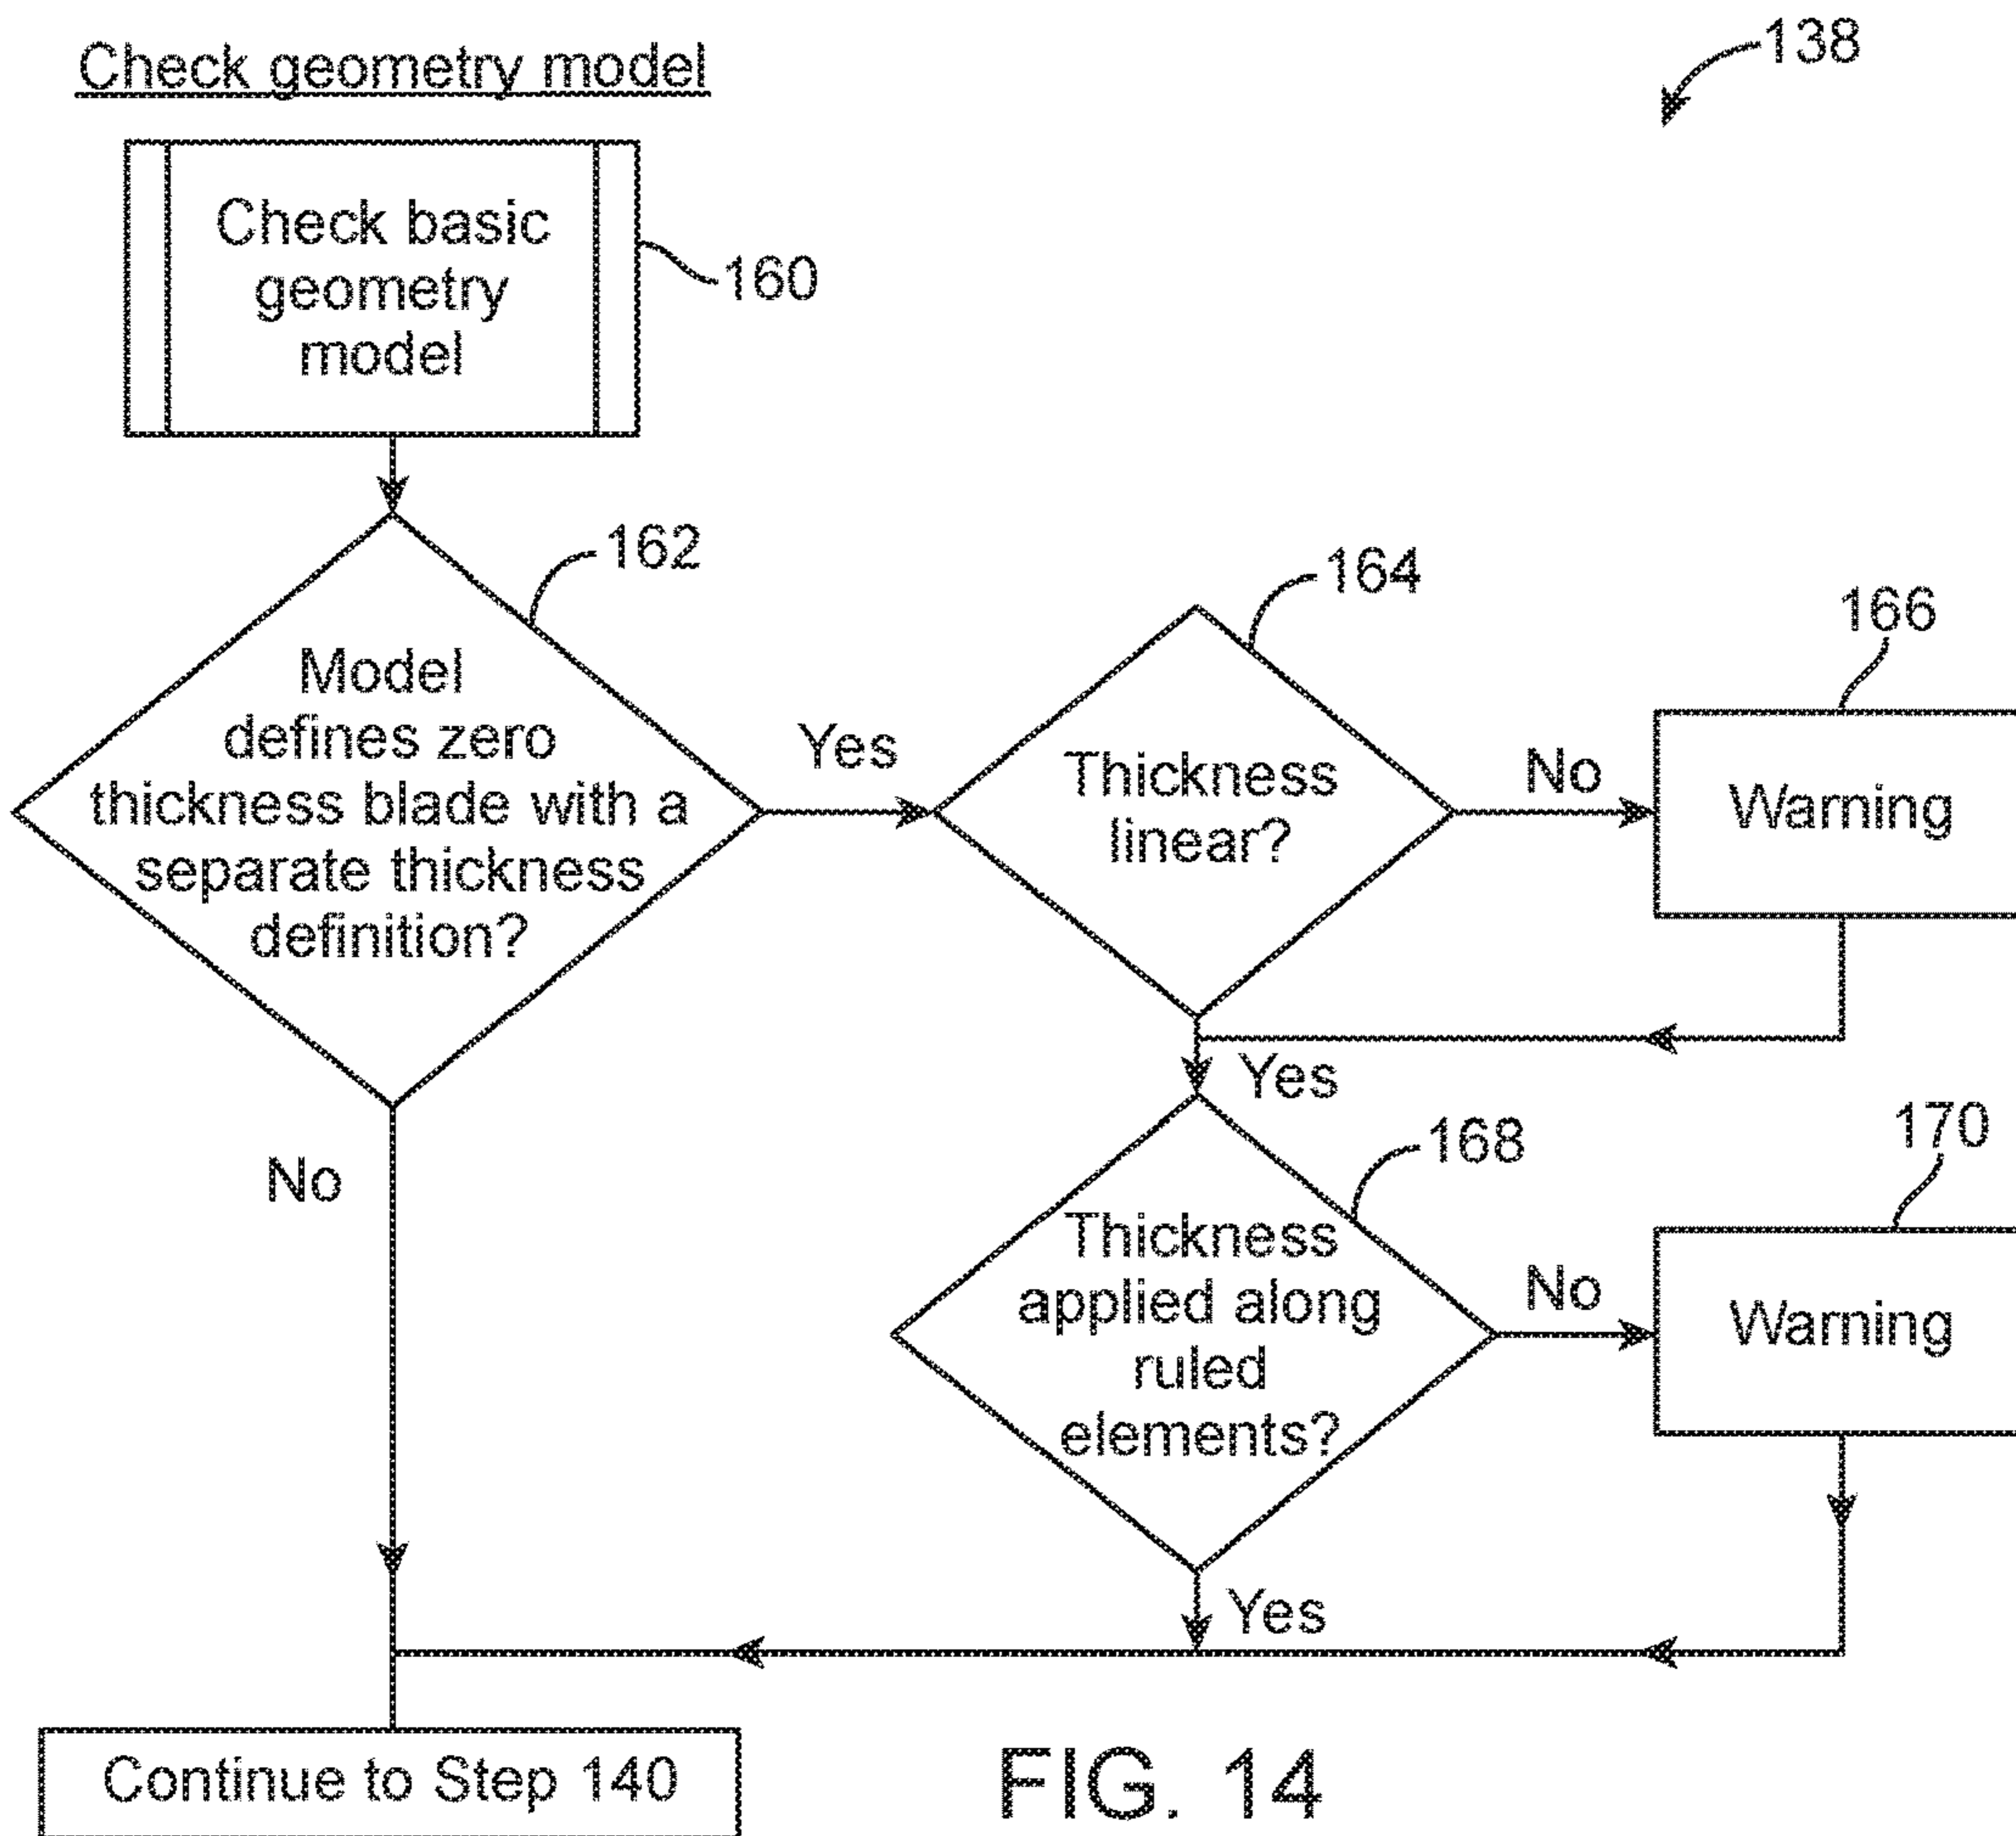 Check geometry model
138
Check basic
geometry
model
160
162
Model
defines zero
thickness blade with a
separate thickness
definition?
Yes
No
164
Thickness
linear?
No
166
Warning
Yes
168
Thickness
applied along
ruled
elements?
No
170
Warning
Yes
Continue to Step 140
FIG. 14